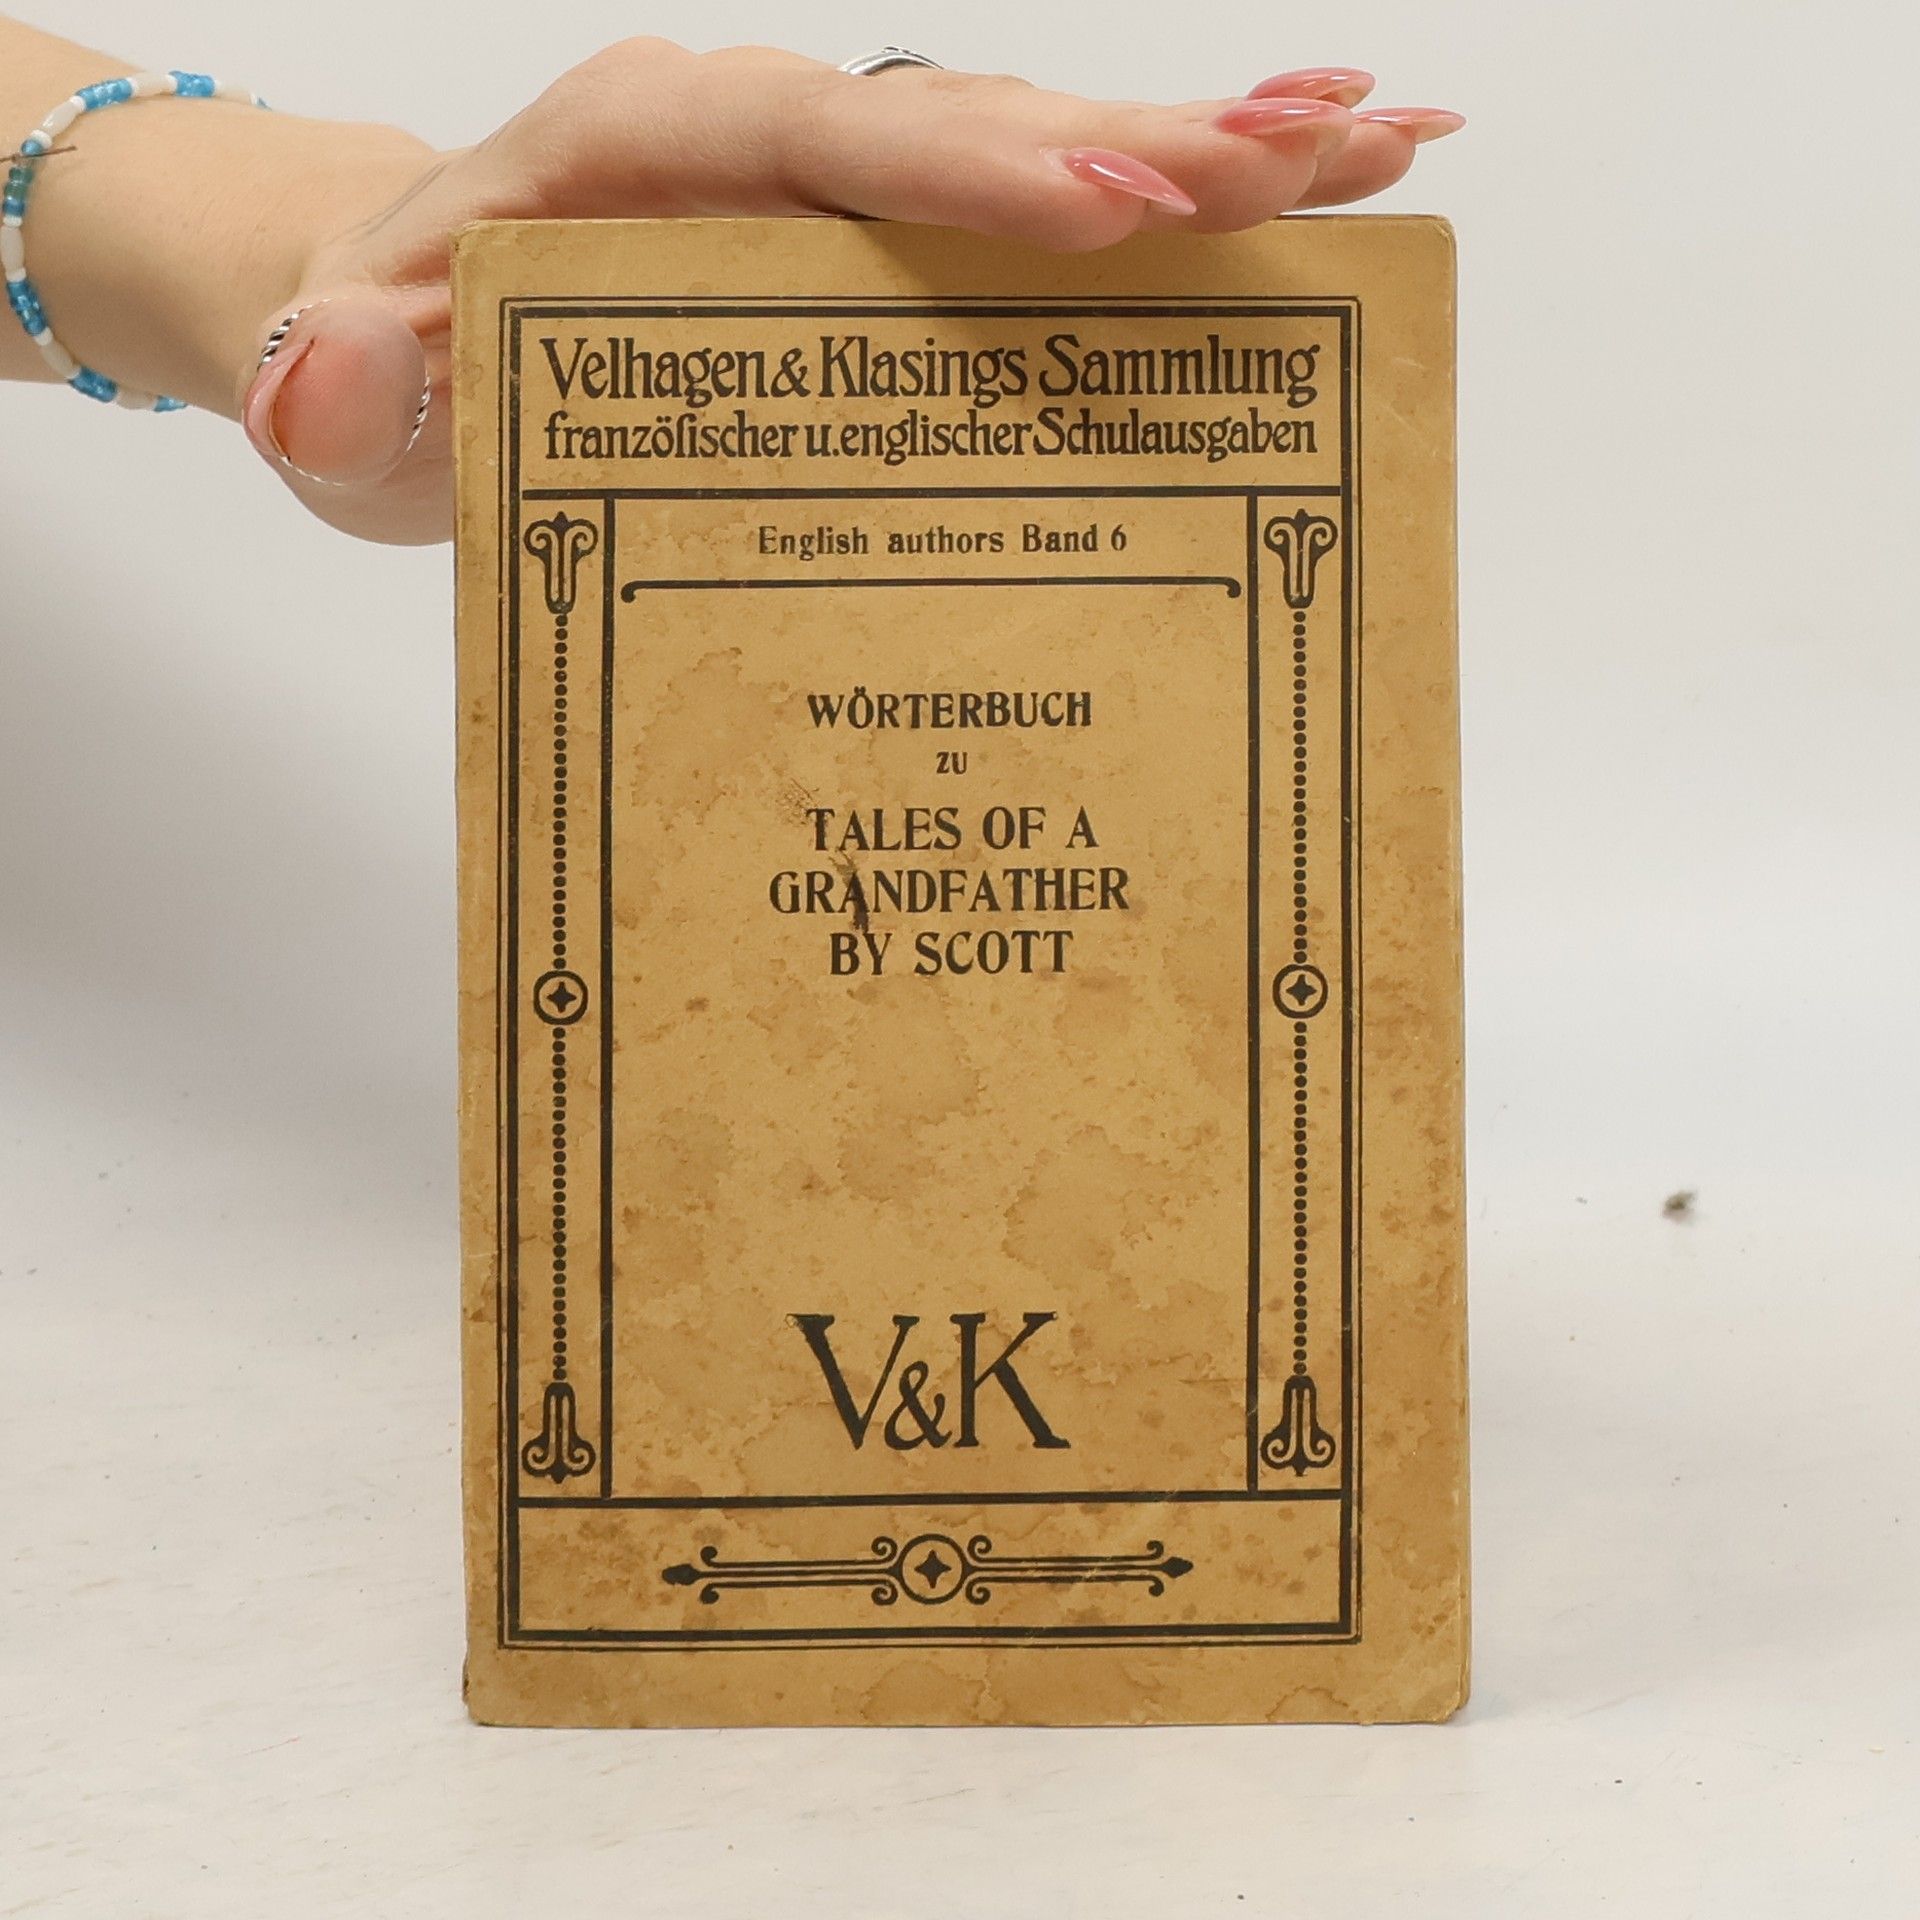 Velhagen & Klasings Sammlung
franzöſischer u. englischer Schulausgaben
English authors Band 6
WÖRTERBUCH
ZU
TALES OF A
GRANDFATHER
BY SCOTT
V&K